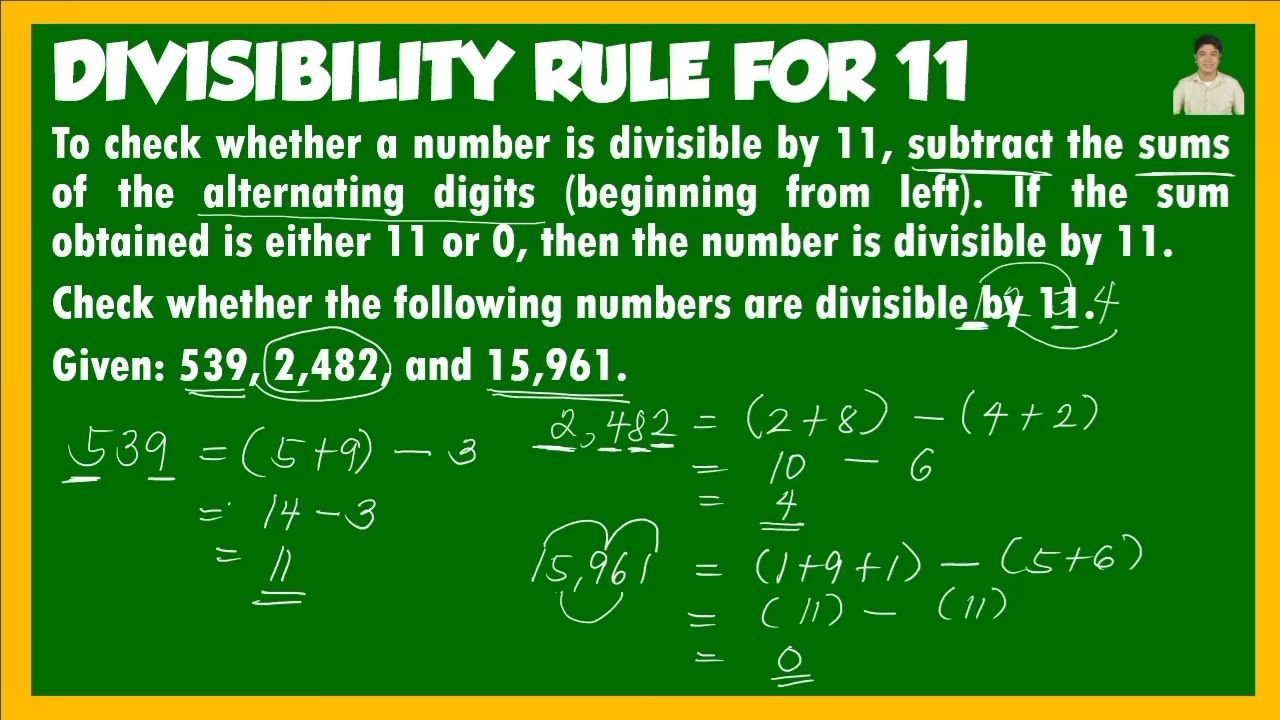 DIVISIBILITY RULE FOR 11
To check whether a number is divisible by 11, subtract the sums
of the alternating digits (beginning from left). If the sum
obtained is either 11 or 0, then the number is divisible by 11.
Check whether the following numbers are divisible by 11.
1 2 3 4
Given: 539, 2,482, and 15,961.
539 = (5+9) - 3
= 14 - 3
= 11
2,482 = (2+8) - (4+2)
= 10 - 6
= 4
15,961 = (1+9+1) - (5+6)
= (11) - (11)
= 0